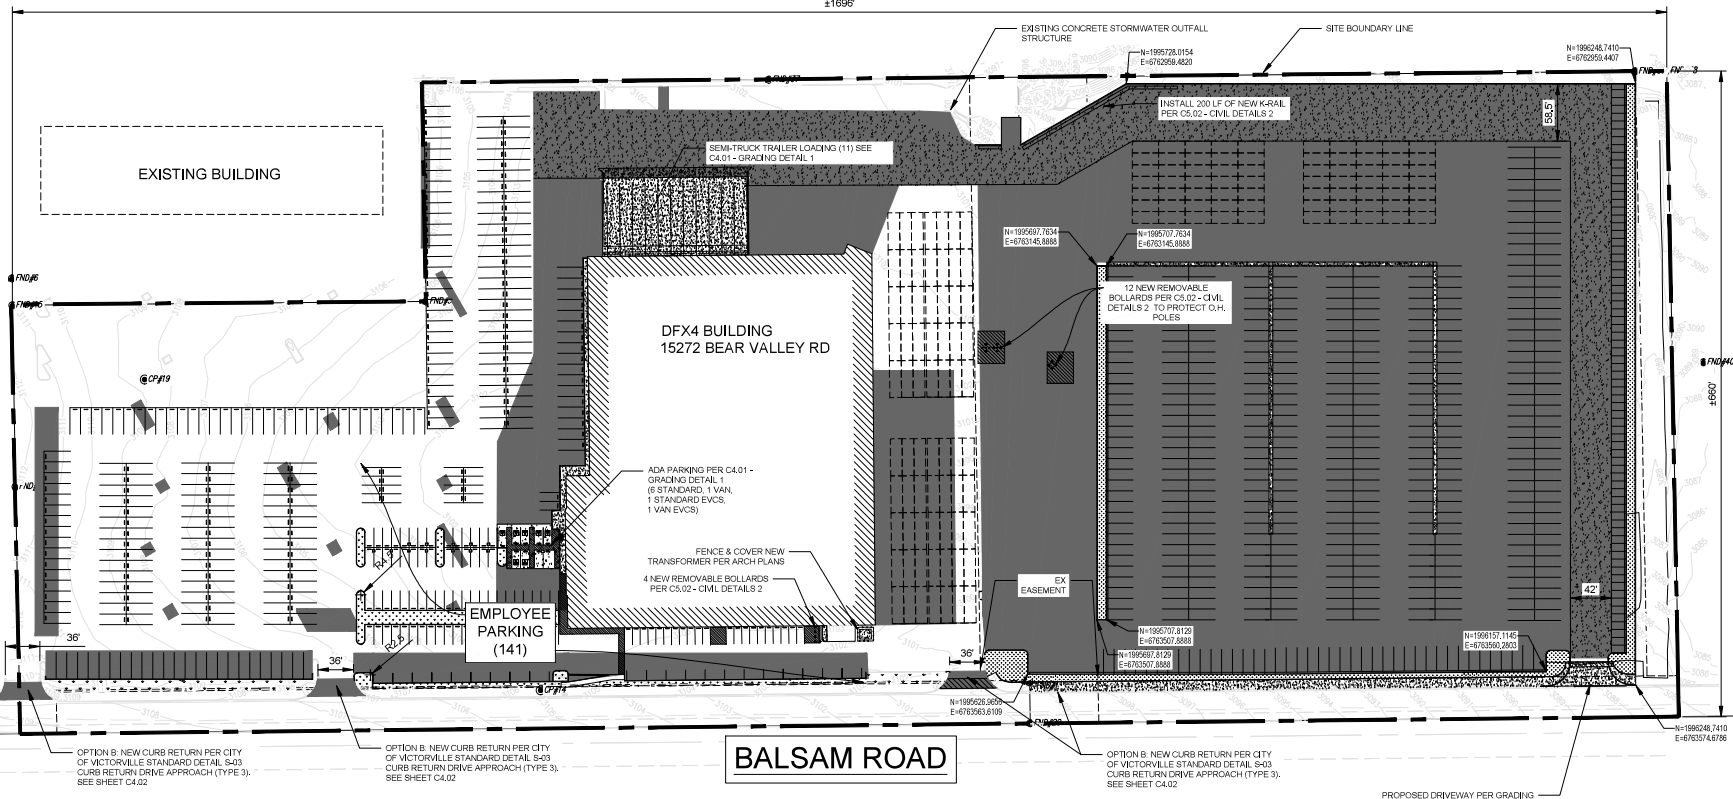 ±1696'
EXISTING CONCRETE STORMWATER OUTFALL
STRUCTURE
SITE BOUNDARY LINE
N=1995728.0154
E=6762959.4820
N=1996248.7410
E=6762959.4407
INSTALL 200 LF OF NEW K-RAIL
PER C5.02 - CIVIL DETAILS 2
58.5'
SEMI-TRUCK TRAILER LOADING (11) SEE
C4.01 - GRADING DETAIL 1
EXISTING BUILDING
N=1995697.7634
E=6763145.8888
N=1995707.7634
E=6763145.8888
FND#6
12 NEW REMOVABLE
BOLLARDS PER C5.02 - CIVIL
DETAILS 2 TO PROTECT O.H.
POLES
DFX4 BUILDING
15272 BEAR VALLEY RD
CP#19
FND#40
±660'
ADA PARKING PER C4.01 -
GRADING DETAIL 1
(6 STANDARD, 1 VAN,
1 STANDARD EVCS,
1 VAN EVCS)
FENCE & COVER NEW
TRANSFORMER PER ARCH PLANS
4 NEW REMOVABLE BOLLARDS
PER C5.02 - CIVIL DETAILS 2
EX
EASEMENT
42'
EMPLOYEE
PARKING
(141)
R2.5
36'
36'
36'
N=1995707.8129
E=6763507.8888
N=1995697.8129
E=6763507.8888
N=1996157.1145
E=6763560.2803
CP#14
N=1995626.9656
E=6763563.6109
N=1996248.7410
E=6763574.6786
OPTION B: NEW CURB RETURN PER CITY
OF VICTORVILLE STANDARD DETAIL S-03
CURB RETURN DRIVE APPROACH (TYPE 3).
SEE SHEET C4.02
OPTION B: NEW CURB RETURN PER CITY
OF VICTORVILLE STANDARD DETAIL S-03
CURB RETURN DRIVE APPROACH (TYPE 3).
SEE SHEET C4.02
BALSAM ROAD
OPTION B: NEW CURB RETURN PER CITY
OF VICTORVILLE STANDARD DETAIL S-03
CURB RETURN DRIVE APPROACH (TYPE 3).
SEE SHEET C4.02
PROPOSED DRIVEWAY PER GRADING